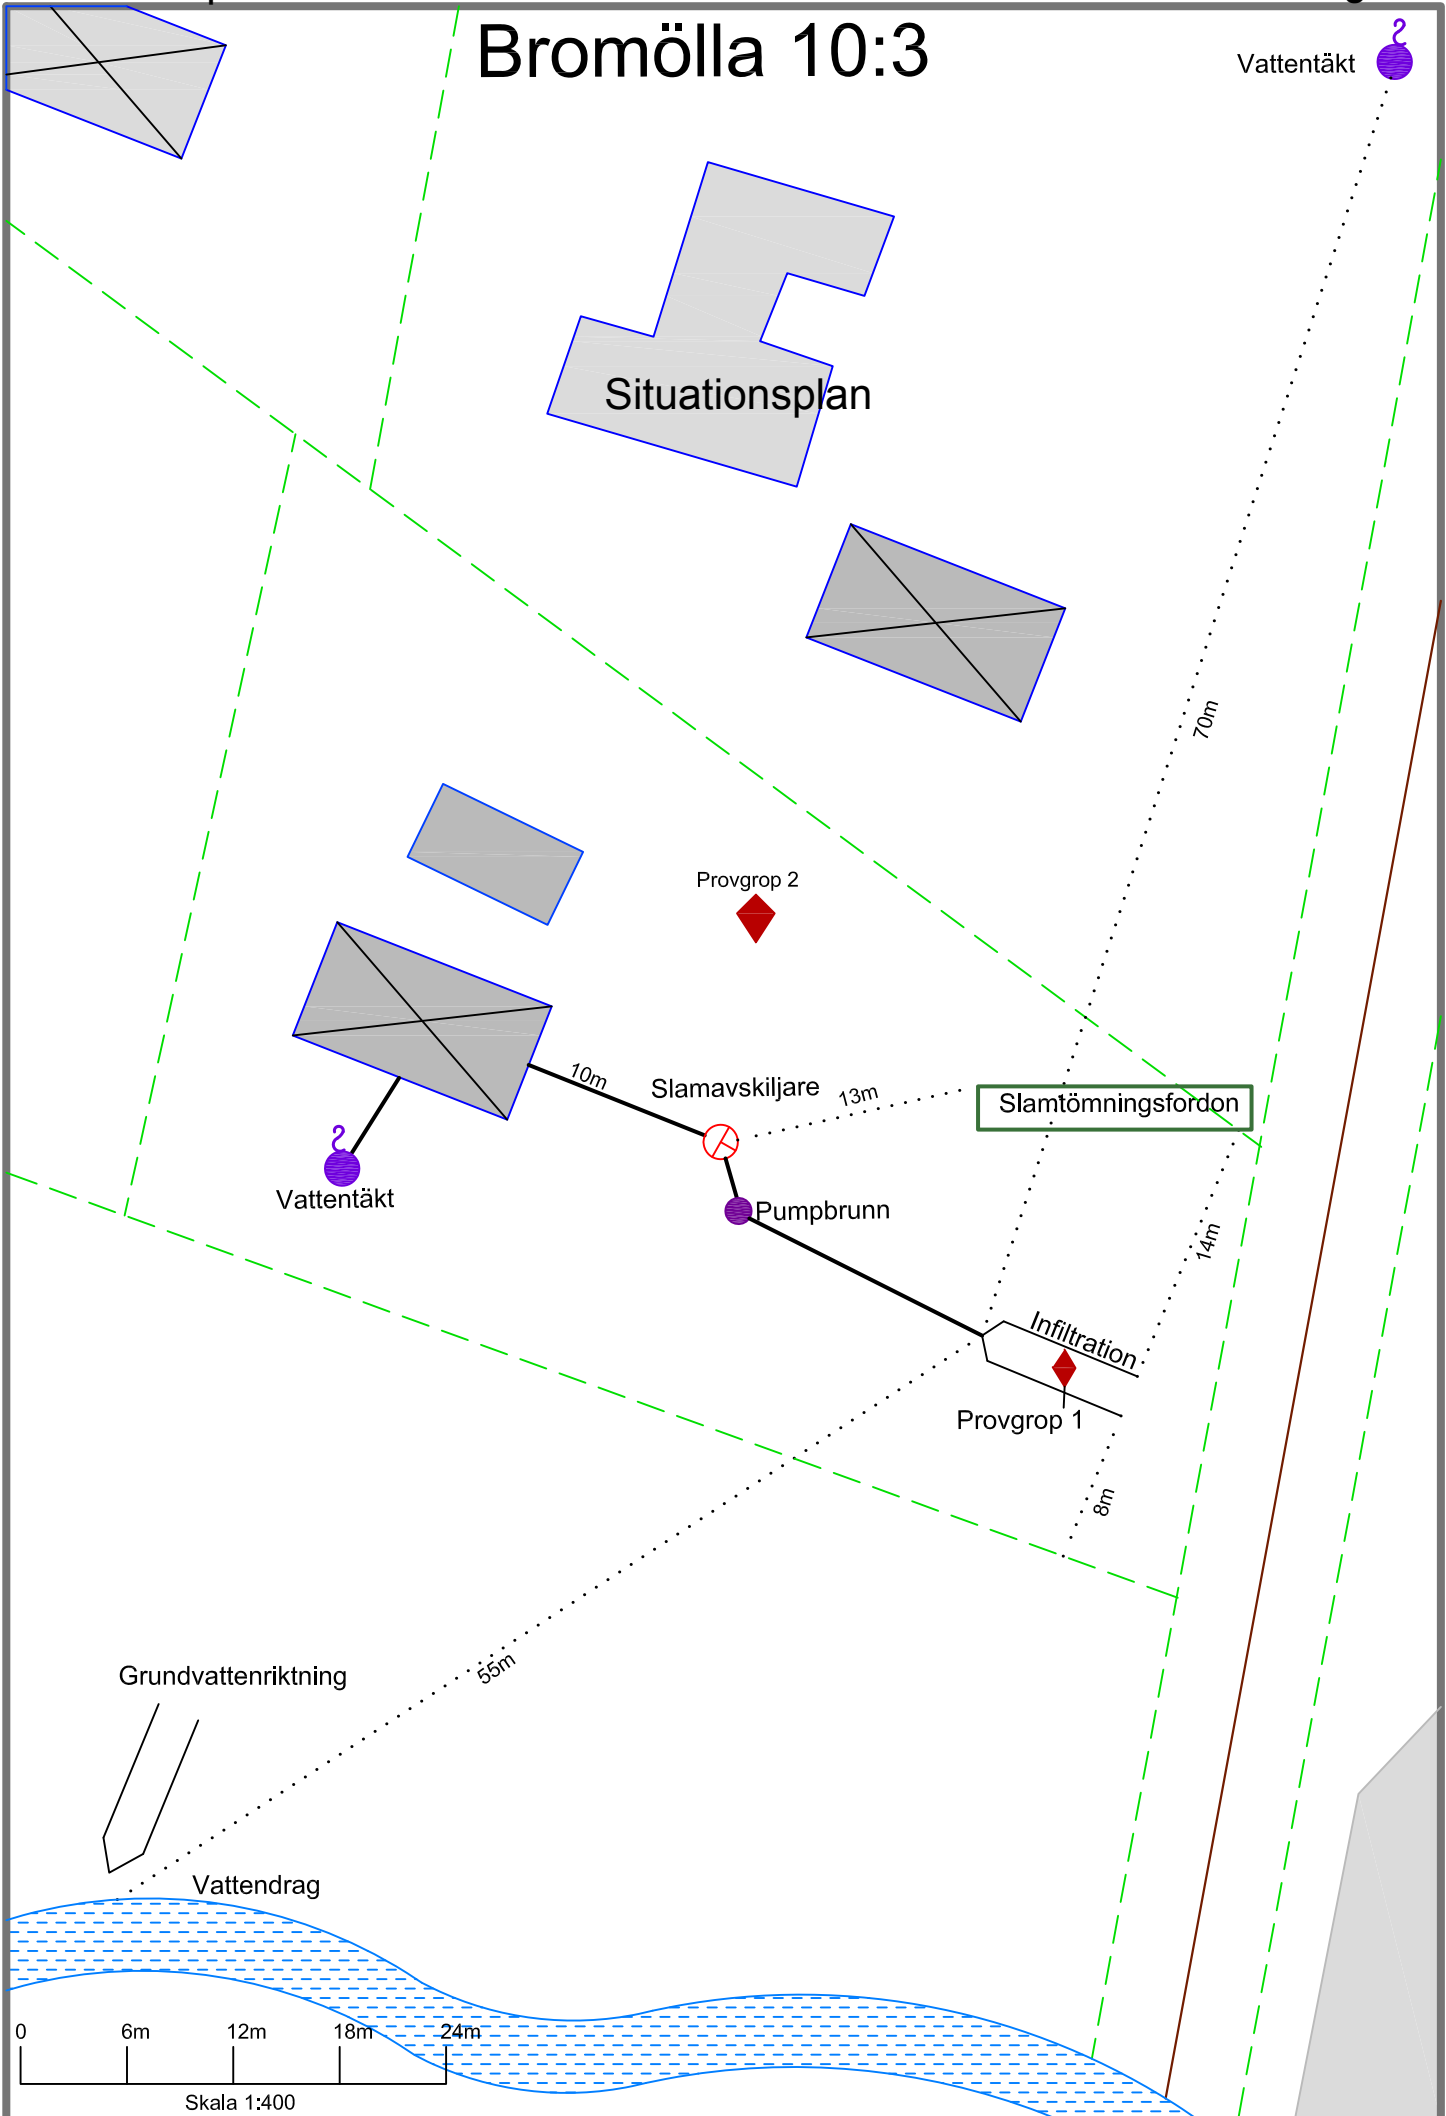 Bromölla 10:3
Vattentäkt
Situationsplan
70m
Provgrop 2
10m
Slamavskiljare
13m
Slamtömningsfordon
Vattentäkt
Pumpbrunn
14m
Infiltration
Provgrop 1
8m
55m
Grundvattenriktning
Vattendrag
0 6m 12m 18m 24m
Skala 1:400